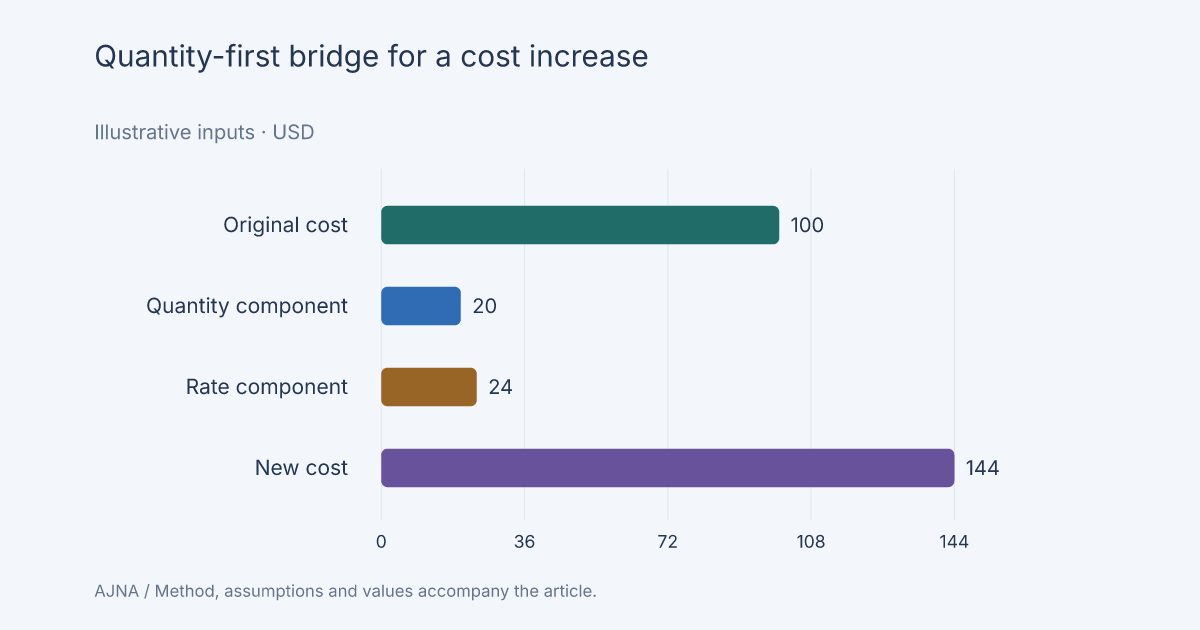 Quantity-first bridge for a cost increase
Illustrative inputs · USD
Original cost 100
Quantity component 20
Rate component 24
New cost 144
0 36 72 108 144
AJNA / Method, assumptions and values accompany the article.